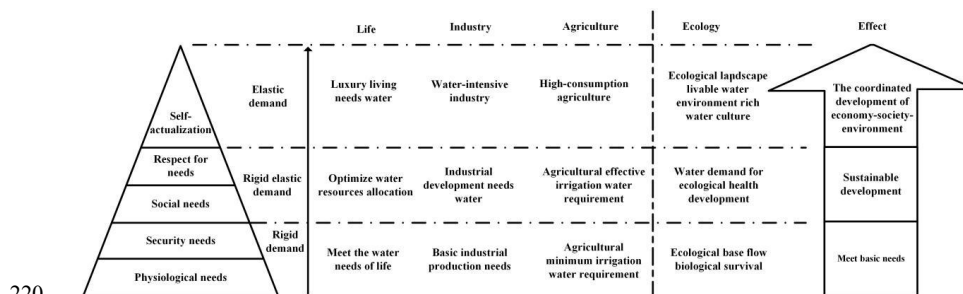 Life Industry Agriculture Ecology Effect
Self-
actualization
Elastic
demand
Luxury living
needs water
Water-intensive
industry
High-consumption
agriculture
Ecological landscape
livable water
environment rich
water culture
The coordinated
development of
economy-society-
environment
Respect for
needs
Social needs
Rigid elastic
demand
Optimize water
resources allocation
Industrial
development needs
water
Agricultural effective
irrigation water
requirement
Water demand for
ecological health
development
Sustainable
development
Security needs
Physiological needs
Rigid
demand
Meet the water
needs of life
Basic industrial
production needs
Agricultural
minimum irrigation
water requirement
Ecological base flow
biological survival
Meet basic needs
220